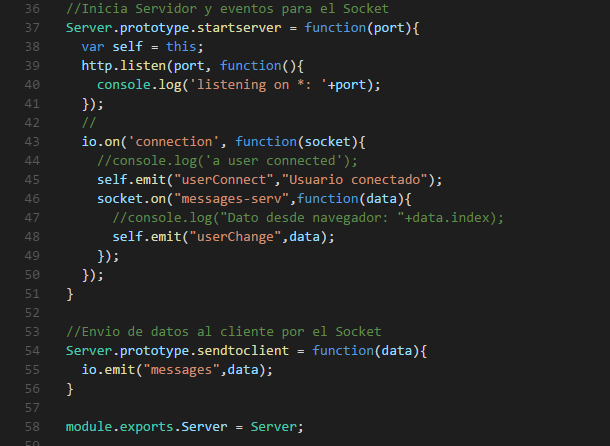 36 //Inicia Servidor y eventos para el Socket
37 Server.prototype.startserver = function(port){
38   var self = this;
39   http.listen(port, function(){
40     console.log('listening on *: '+port);
41   });
42   //
43   io.on('connection', function(socket){
44     //console.log('a user connected');
45     self.emit("userConnect","Usuario conectado");
46     socket.on("messages-serv",function(data){
47       //console.log("Dato desde navegador: "+data.index);
48       self.emit("userChange",data);
49     });
50   });
51 }
52
53 //Envio de datos al cliente por el Socket
54 Server.prototype.sendtoclient = function(data){
55   io.emit("messages",data);
56 }
57
58 module.exports.Server = Server;